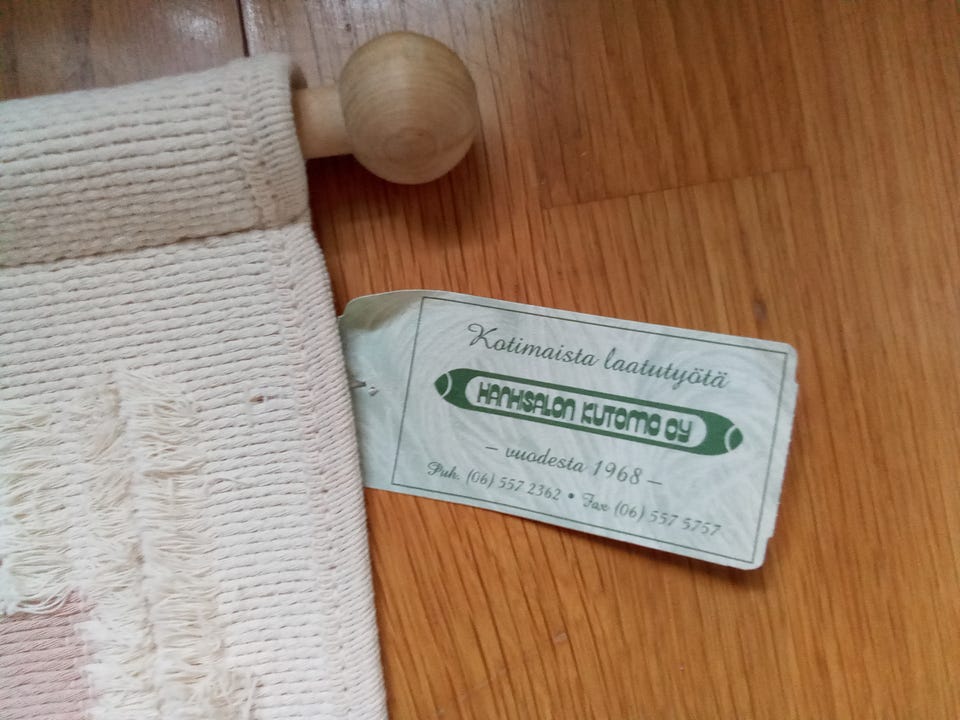 Kotimaista laatutyötä
HANHISALON KUTOMO OY
– vuodesta 1968 –
Puh. (06) 557 2362 • Fax (06) 557 5757